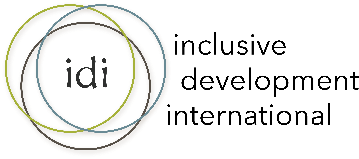 idi
inclusive
development
international